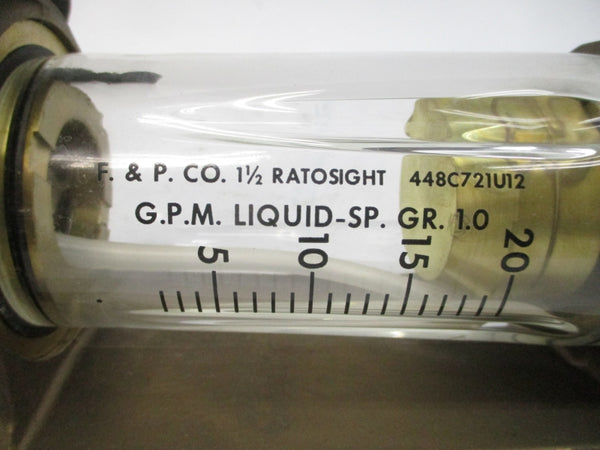 F. & P. CO. 1½ RATOSIGHT 448C721U12
G.P.M. LIQUID-SP. GR. 1.0
5 10 15 20